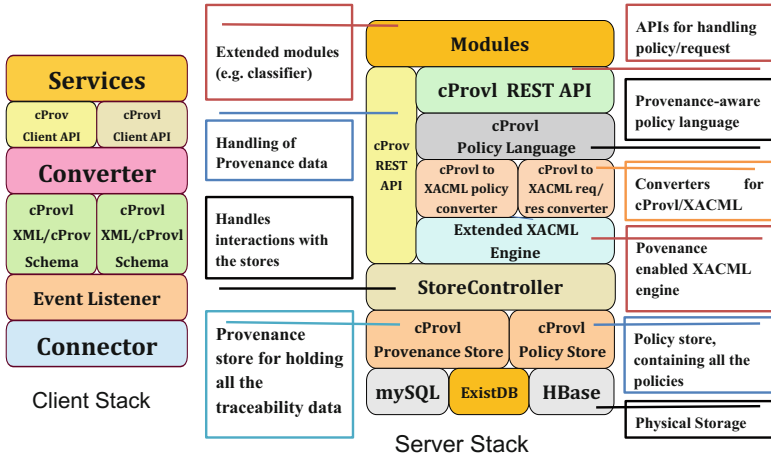 Services
cProv
Client API
cProvl
Client API
Converter
cProvl
XML/cProv
Schema
cProvl
XML/cProvl
Schema
Event Listener
Connector
Client Stack
Extended modules
(e.g. classifier)
Handling of
Provenance data
Handles
interactions with
the stores
Provenance
store for holding
all the
traceability data
Modules
cProv
REST
API
cProvl REST API
cProvl
Policy Language
cProvl to
XACML policy
converter
cProvl to
XACML req/
res converter
Extended XACML
Engine
StoreController
cProvl
Provenance Store
cProvl
Policy Store
mySQL
ExistDB
HBase
Server Stack
APIs for handling
policy/request
Provenance-aware
policy language
Converters for
cProvl/XACML
Povenance
enabled XACML
engine
Policy store,
containing all the
policies
Physical Storage